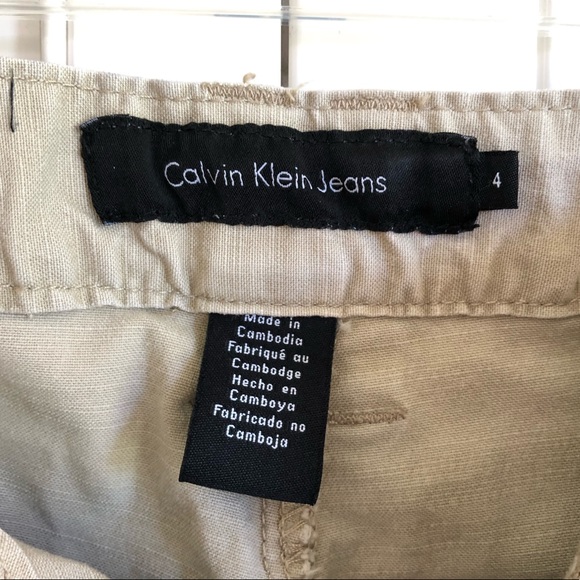 Calvin Klein Jeans
4
Made in
Cambodia
Fabriqué au
Cambodge
Hecho en
Camboya
Fabricado no
Camboja